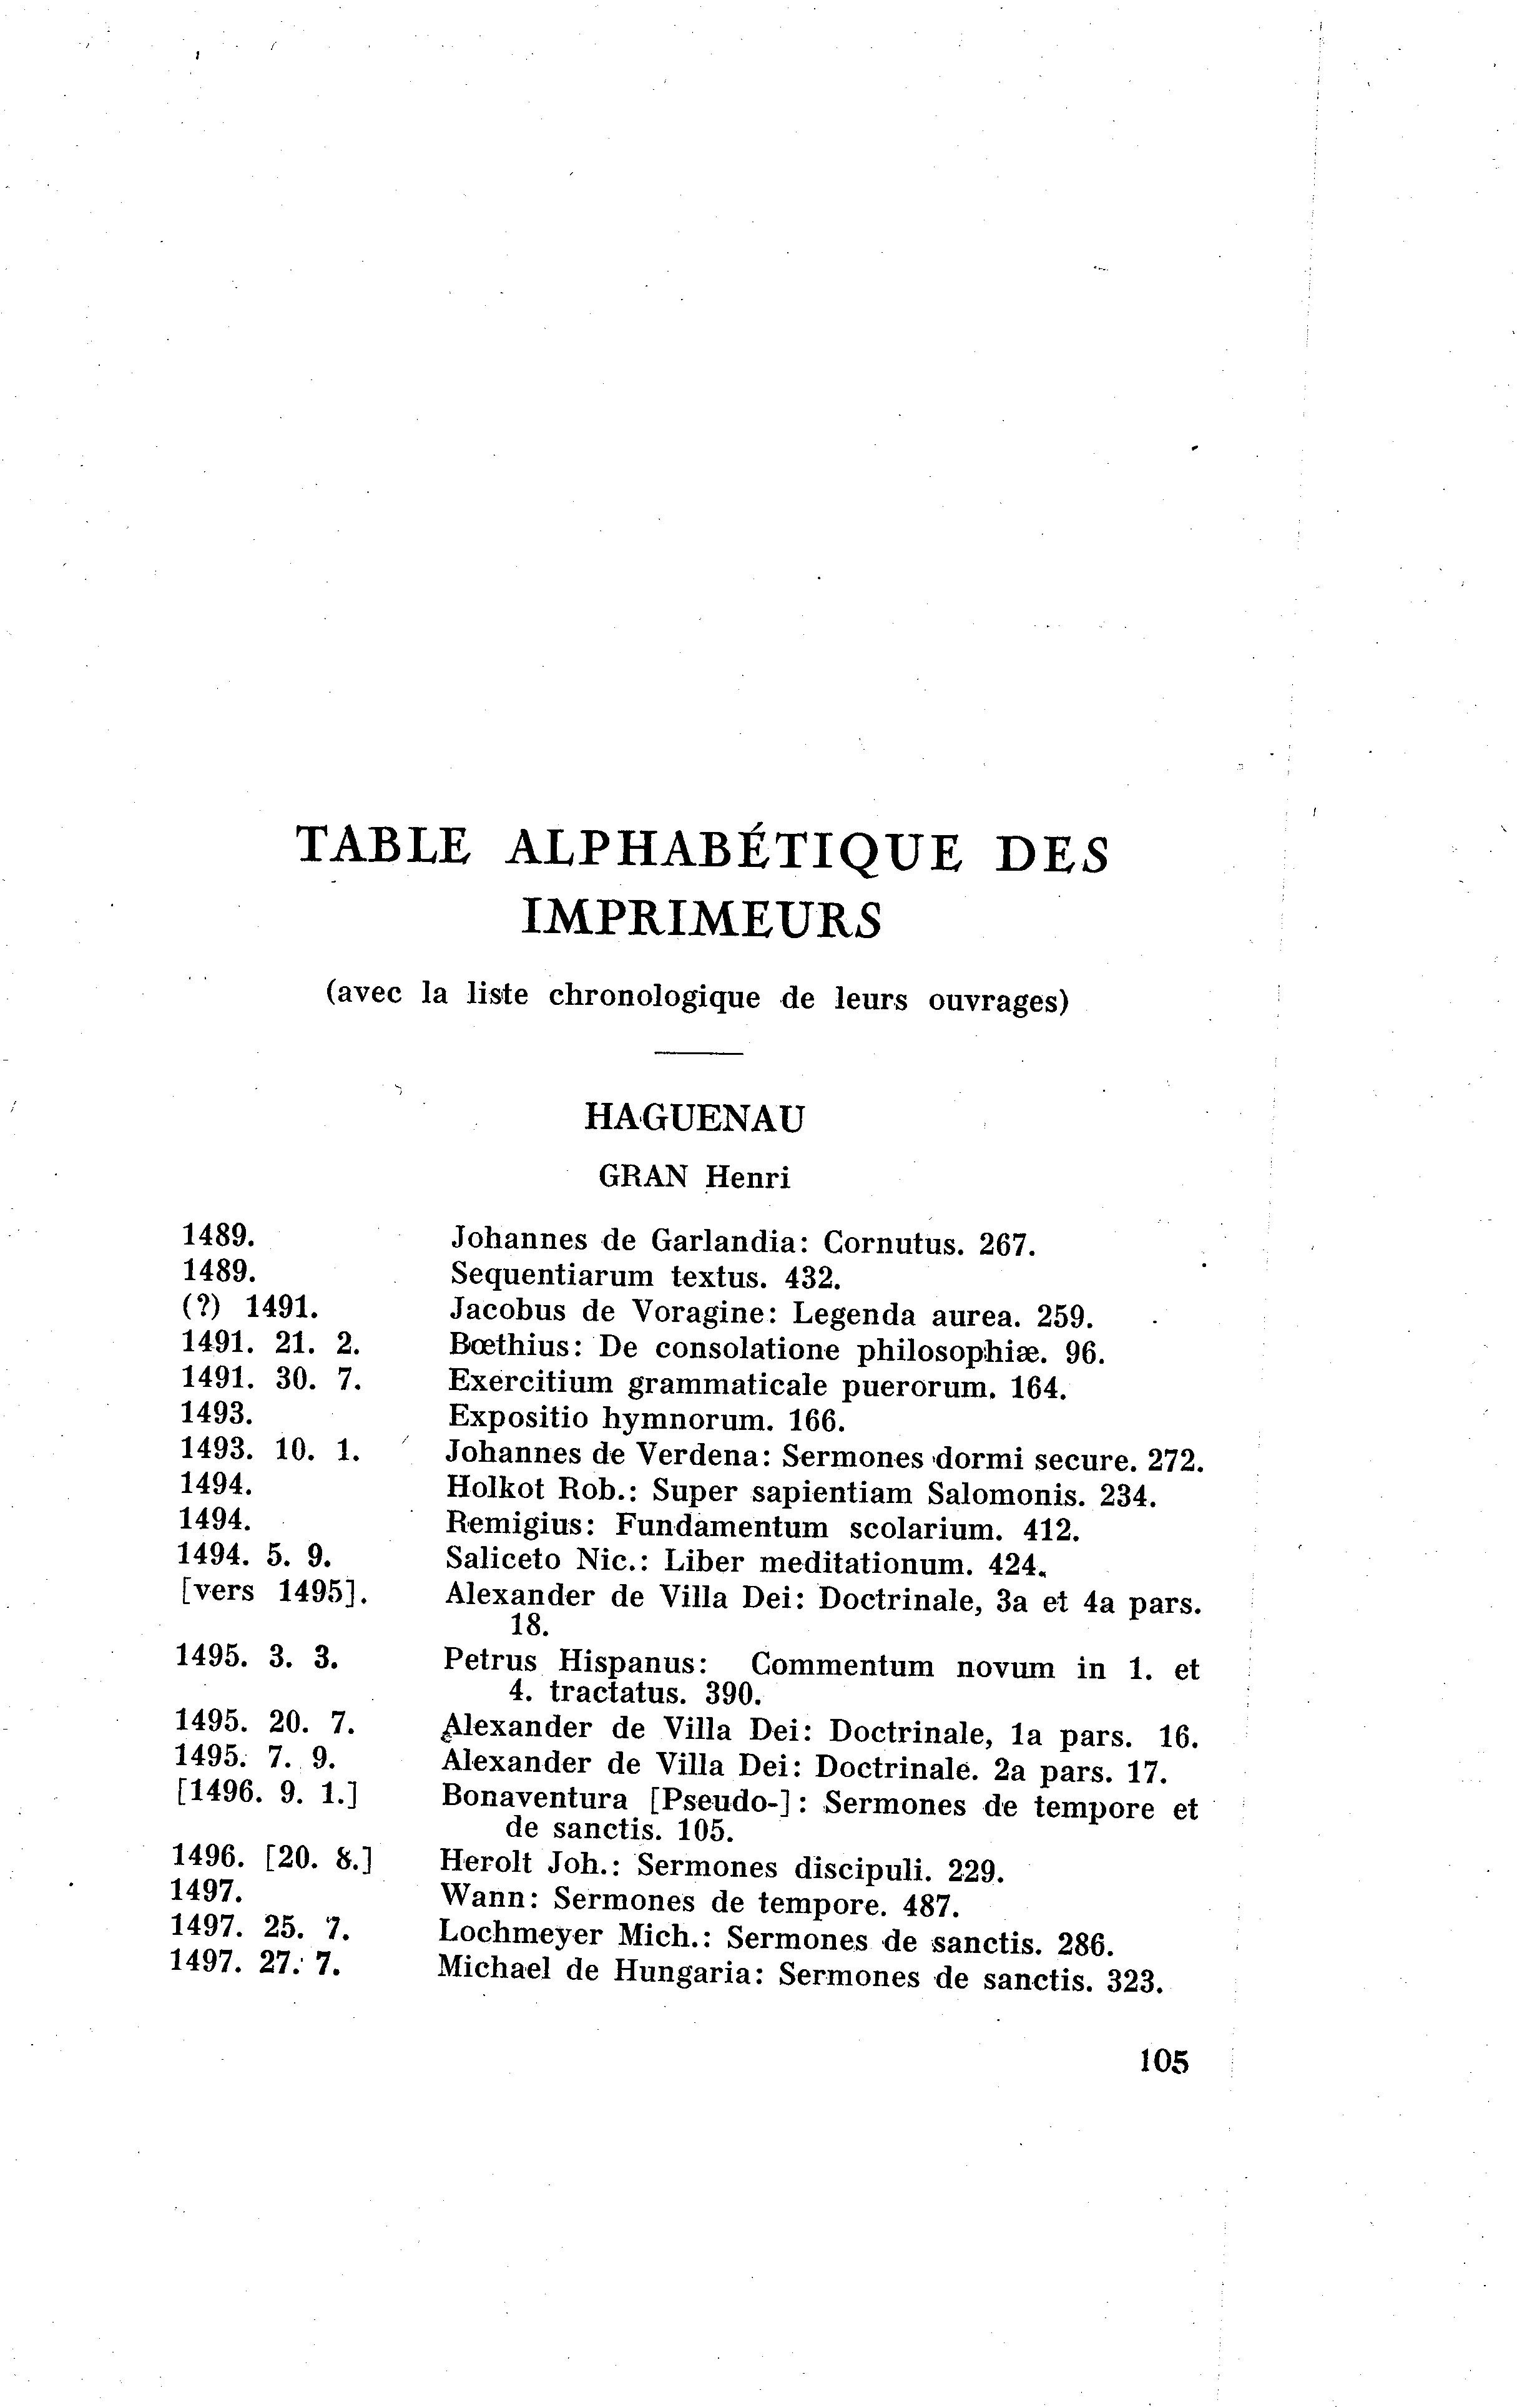 TABLE ALPHABÉTIQUE DES
IMPRIMEURS
(avec la liste chronologique de leurs ouvrages)
HAGUENAU
GRAN Henri
1489. Johannes de Garlandia: Cornutus. 267.
1489. Sequentiarum textus. 432.
(?) 1491. Jacobus de Voragine: Legenda aurea. 259.
1491. 21. 2. Bœthius: De consolatione philosophiæ. 96.
1491. 30. 7. Exercitium grammaticale puerorum. 164.
1493. Expositio hymnorum. 166.
1493. 10. 1. Johannes de Verdena: Sermones dormi secure. 272.
1494. Holkot Rob.: Super sapientiam Salomonis. 234.
1494. Remigius: Fundamentum scolarium. 412.
1494. 5. 9. Saliceto Nic.: Liber meditationum. 424.
[vers 1495]. Alexander de Villa Dei: Doctrinale, 3a et 4a pars.
18.
1495. 3. 3. Petrus Hispanus: Commentum novum in 1. et
4. tractatus. 390.
1495. 20. 7. Alexander de Villa Dei: Doctrinale, 1a pars. 16.
1495. 7. 9. Alexander de Villa Dei: Doctrinale. 2a pars. 17.
[1496. 9. 1.] Bonaventura [Pseudo-]: Sermones de tempore et
de sanctis. 105.
1496. [20. 8.] Herolt Joh.: Sermones discipuli. 229.
1497. Wann: Sermones de tempore. 487.
1497. 25. 7. Lochmeyer Mich.: Sermones de sanctis. 286.
1497. 27. 7. Michael de Hungaria: Sermones de sanctis. 323.
105